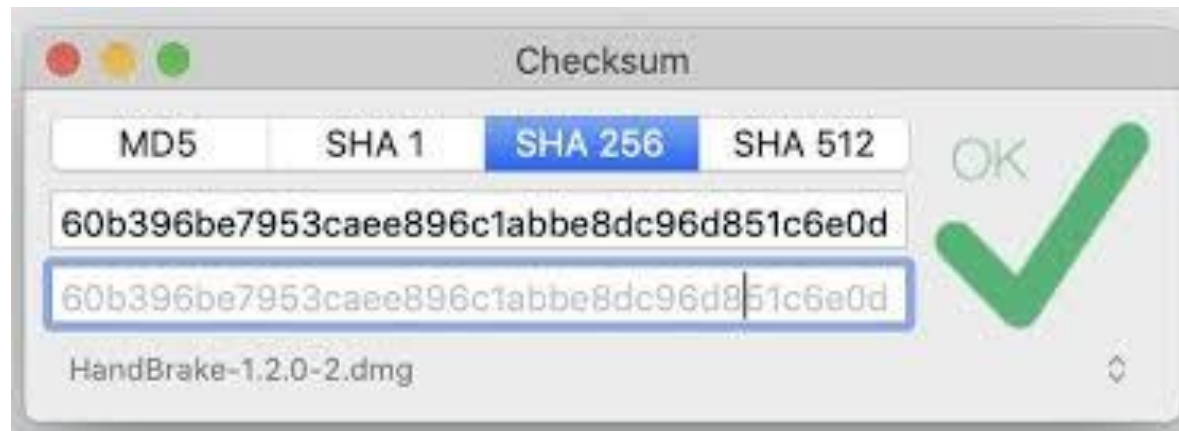 Checksum
MD5 SHA 1 SHA 256 SHA 512
OK
60b396be7953caee896c1abbe8dc96d851c6e0d
60b396be7953caee896c1abbe8dc96d851c6e0d
HandBrake-1.2.0-2.dmg